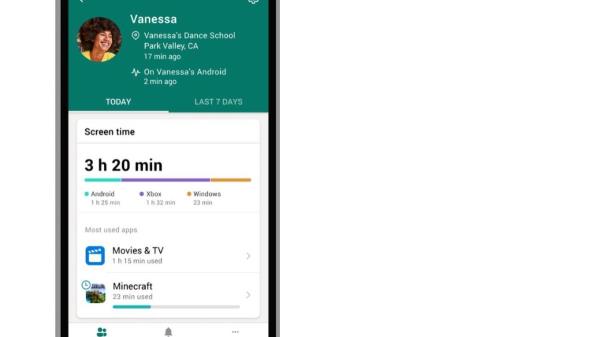 Vanessa
Vanessa's Dance School
Park Valley, CA
17 min ago
On Vanessa's Android
2 min ago
TODAY LAST 7 DAYS
Screen time
3 h 20 min
Android Xbox Windows
1 h 25 min 1 h 32 min 23 min
Most used apps
Movies & TV
1 h 15 min used
Minecraft
23 min used